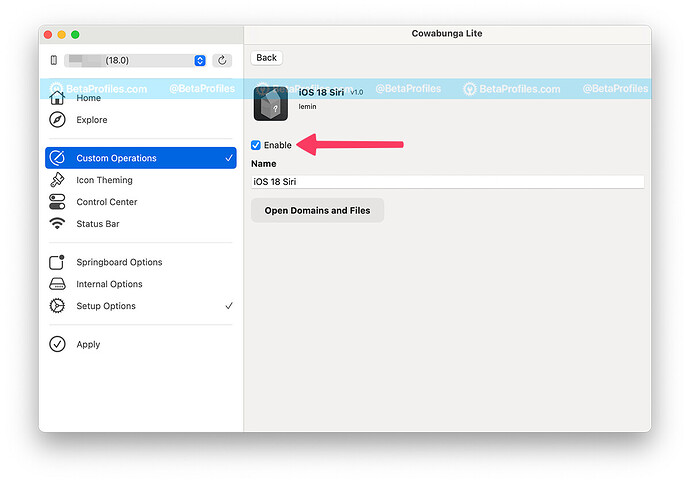 Cowabunga Lite
(18.0)
Back
BetaProfiles.com @BetaProfiles BetaProfiles.com @BetaProfiles BetaProfiles.com @BetaProfiles
Home
iOS 18 Siri v1.0
lemin
Explore
Enable
Custom Operations
Name
Icon Theming
iOS 18 Siri
Control Center
Open Domains and Files
Status Bar
Springboard Options
Internal Options
Setup Options
Apply